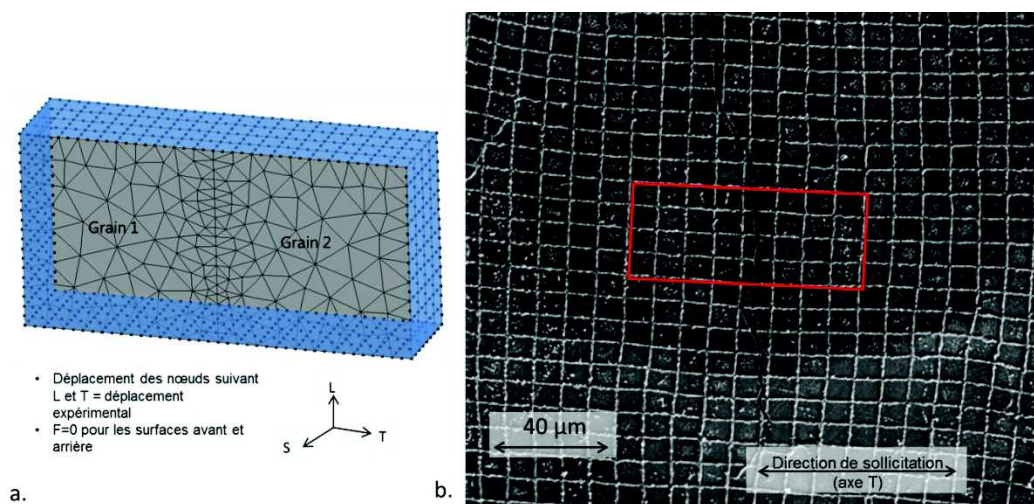 Grain 1
Grain 2
• Déplacement des nœuds suivant
L et T = déplacement
expérimental
• F=0 pour les surfaces avant et
arrière
L
T
S
a.
40 µm
Direction de sollicitation
(axe T)
b.